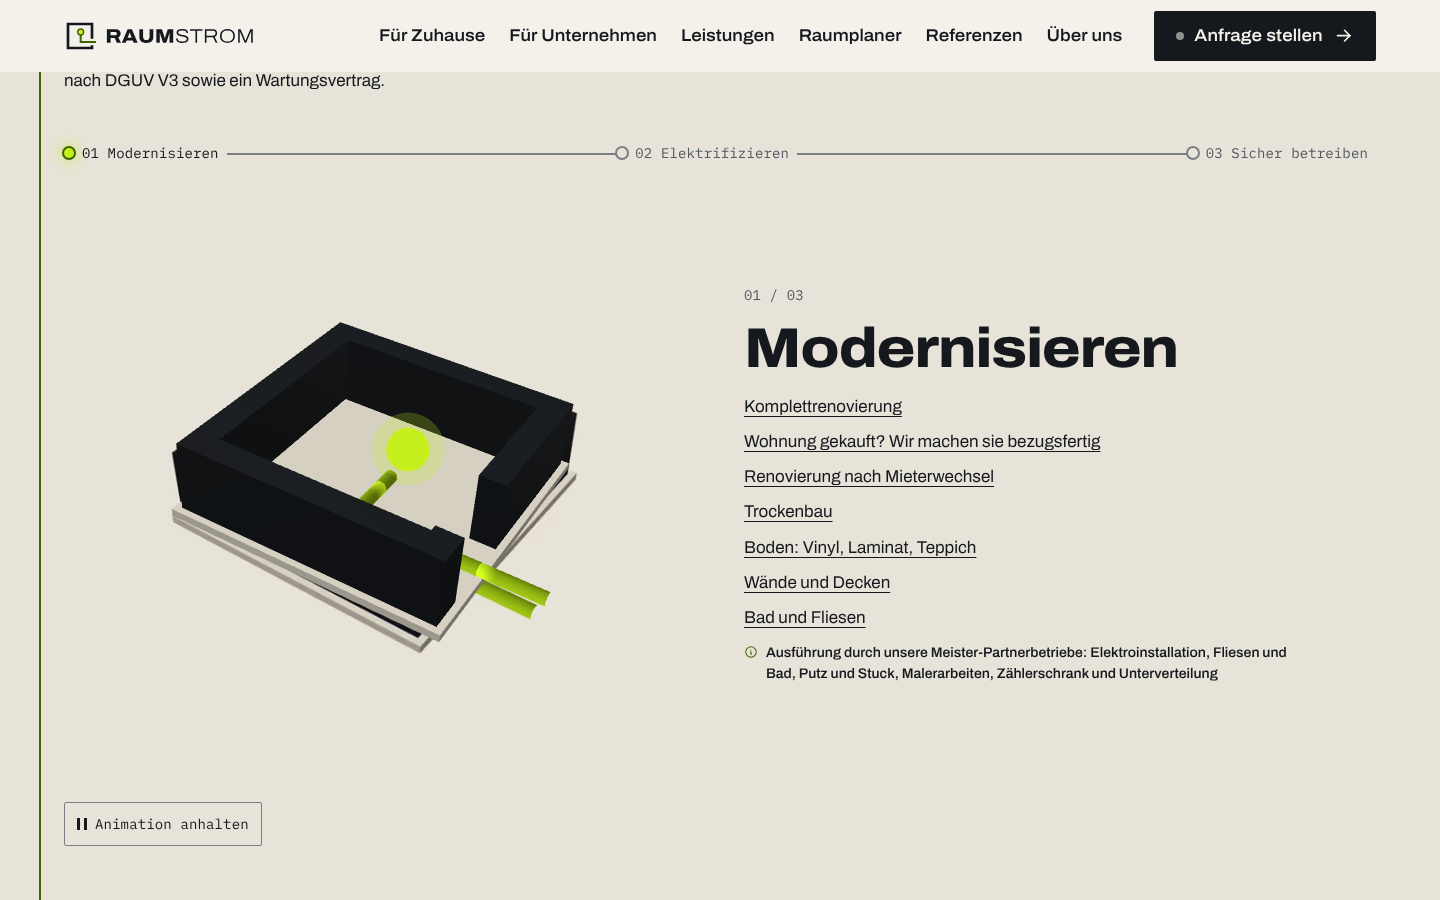 RAUMSTROM
Für Zuhause
Für Unternehmen
Leistungen
Raumplaner
Referenzen
Über uns
Anfrage stellen
nach DGUV V3 sowie ein Wartungsvertrag.
01 Modernisieren
02 Elektrifizieren
03 Sicher betreiben
01 / 03
Modernisieren
Komplettrenovierung
Wohnung gekauft? Wir machen sie bezugsfertig
Renovierung nach Mieterwechsel
Trockenbau
Boden: Vinyl, Laminat, Teppich
Wände und Decken
Bad und Fliesen
Ausführung durch unsere Meister-Partnerbetriebe: Elektroinstallation, Fliesen und
Bad, Putz und Stuck, Malerarbeiten, Zählerschrank und Unterverteilung
Animation anhalten